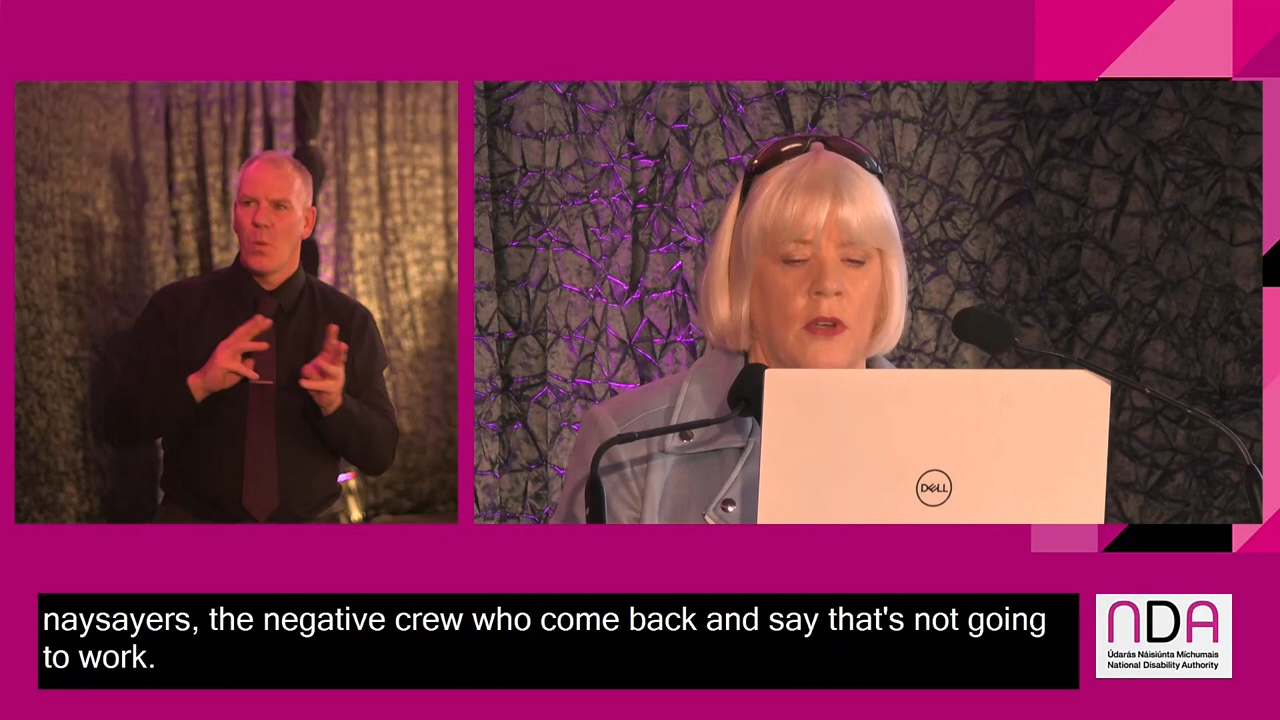 DELL
naysayers, the negative crew who come back and say that's not going
to work.
NDA
Údarás Náisiúnta Míchumais
National Disability Authority